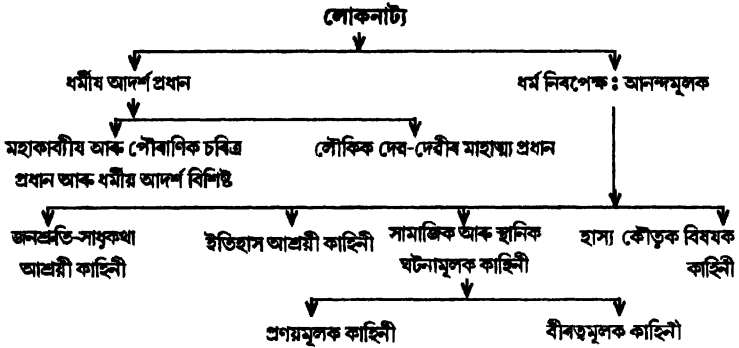 লোকনাট্য
ধৰ্মীয আদৰ্শ প্ৰধান
ধৰ্ম নিৰপেক্ষ : আনন্দমূলক
মহাকাব্যীয আৰু পৌৰাণিক চৰিত্ৰ
প্ৰধান আৰু ধৰ্মীয় আদৰ্শ বিশিষ্ট
লৌকিক দেৱ-দেৱীৰ মাহাত্ম্য প্ৰধান
জনশ্ৰুতি-সাধুকথা
আশ্ৰয়ী কাহিনী
ইতিহাস আশ্ৰয়ী কাহিনী
সামাজিক আৰু স্থানিক
ঘটনামূলক কাহিনী
হাস্য কৌতুক বিষযক
কাহিনী
প্ৰণয়মূলক কাহিনী
বীৰত্বমূলক কাহিনী